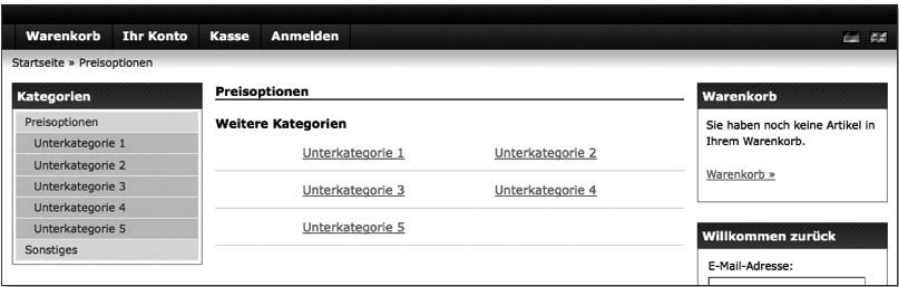 Warenkorb Ihr Konto Kasse Anmelden
Startseite » Preisoptionen
Kategorien
Preisoptionen
Unterkategorie 1
Unterkategorie 2
Unterkategorie 3
Unterkategorie 4
Unterkategorie 5
Sonstiges
Preisoptionen
Weitere Kategorien
Unterkategorie 1 Unterkategorie 2
Unterkategorie 3 Unterkategorie 4
Unterkategorie 5
Warenkorb
Sie haben noch keine Artikel in
Ihrem Warenkorb.
Warenkorb »
Willkommen zurück
E-Mail-Adresse: